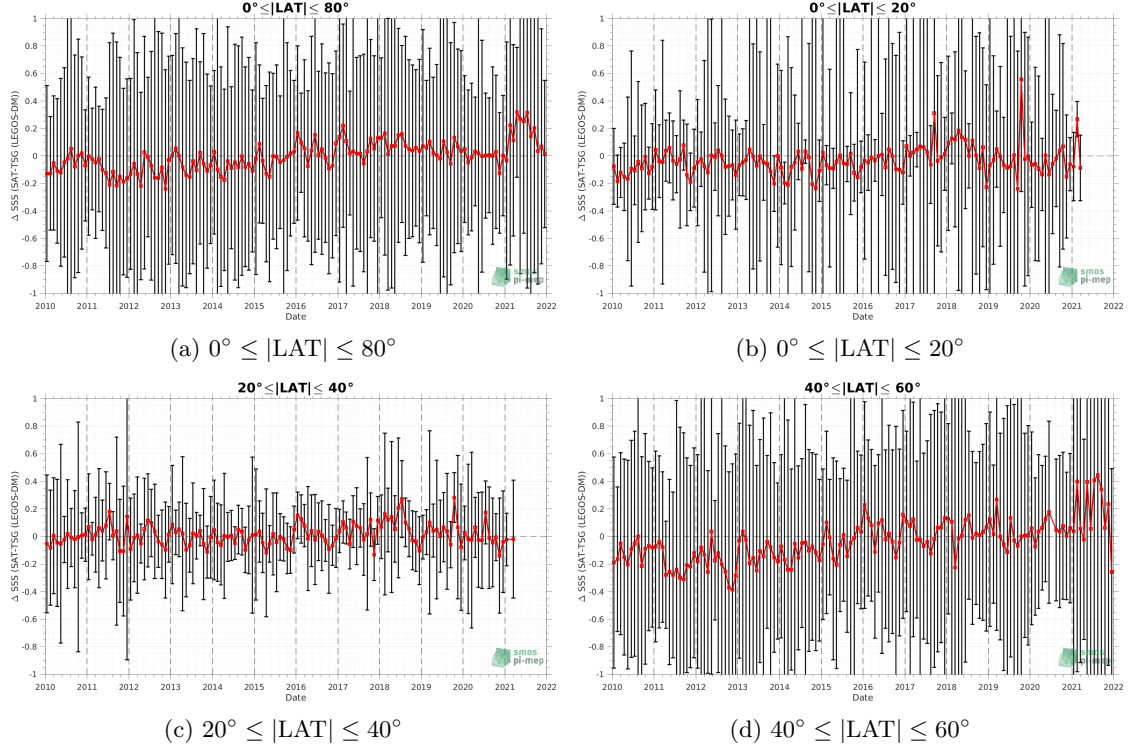 0°≤|LAT|≤ 80°
Δ SSS (SAT-TSG (LEGOS-DM))
1
0.8
0.6
0.4
0.2
0
-0.2
-0.4
-0.6
-0.8
-1
2010 2011 2012 2013 2014 2015 2016 2017 2018 2019 2020 2021 2022
Date
smos
pi-mep
(a) 0° ≤ |LAT| ≤ 80°
0°≤|LAT|≤ 20°
Δ SSS (SAT-TSG (LEGOS-DM))
1
0.8
0.6
0.4
0.2
0
-0.2
-0.4
-0.6
-0.8
-1
2010 2011 2012 2013 2014 2015 2016 2017 2018 2019 2020 2021 2022
Date
smos
pi-mep
(b) 0° ≤ |LAT| ≤ 20°
20°≤|LAT|≤ 40°
Δ SSS (SAT-TSG (LEGOS-DM))
1
0.8
0.6
0.4
0.2
0
-0.2
-0.4
-0.6
-0.8
-1
2010 2011 2012 2013 2014 2015 2016 2017 2018 2019 2020 2021 2022
Date
smos
pi-mep
(c) 20° ≤ |LAT| ≤ 40°
40°≤|LAT|≤ 60°
Δ SSS (SAT-TSG (LEGOS-DM))
1
0.8
0.6
0.4
0.2
0
-0.2
-0.4
-0.6
-0.8
-1
2010 2011 2012 2013 2014 2015 2016 2017 2018 2019 2020 2021 2022
Date
smos
pi-mep
(d) 40° ≤ |LAT| ≤ 60°